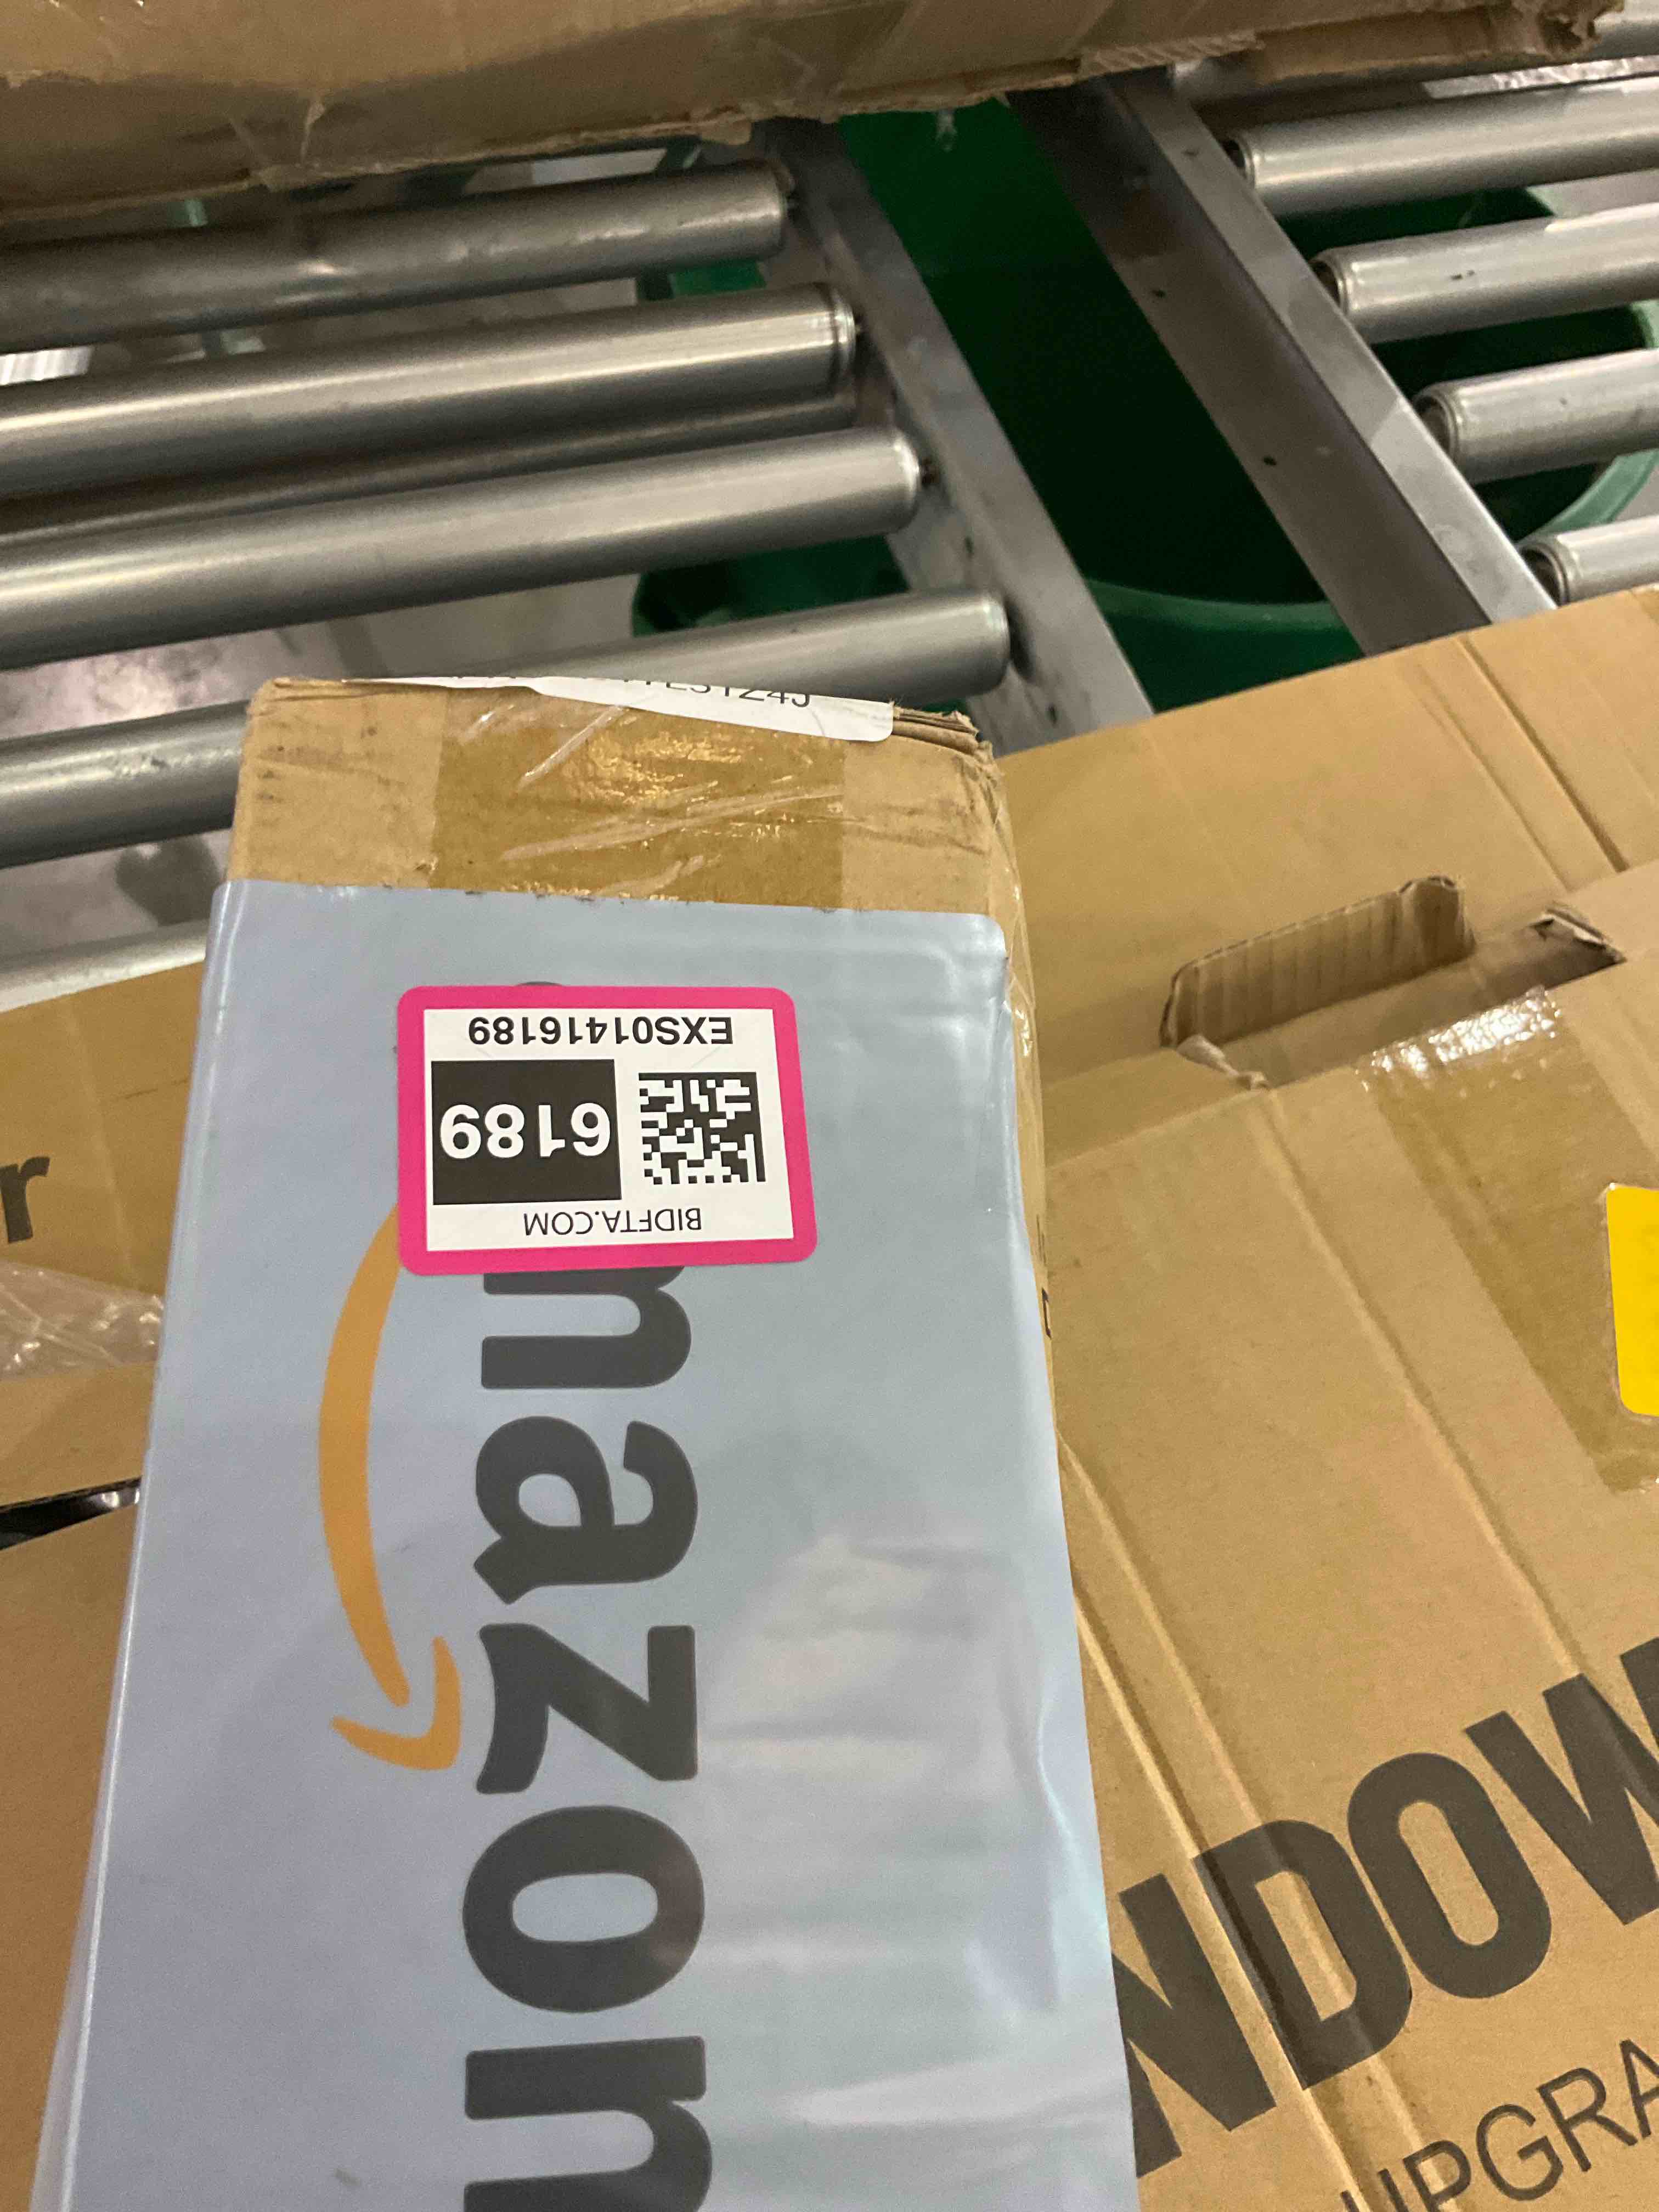 BIDFTA.COM
6189
EXS01416189
amazon
NDOW
UPGRA
r